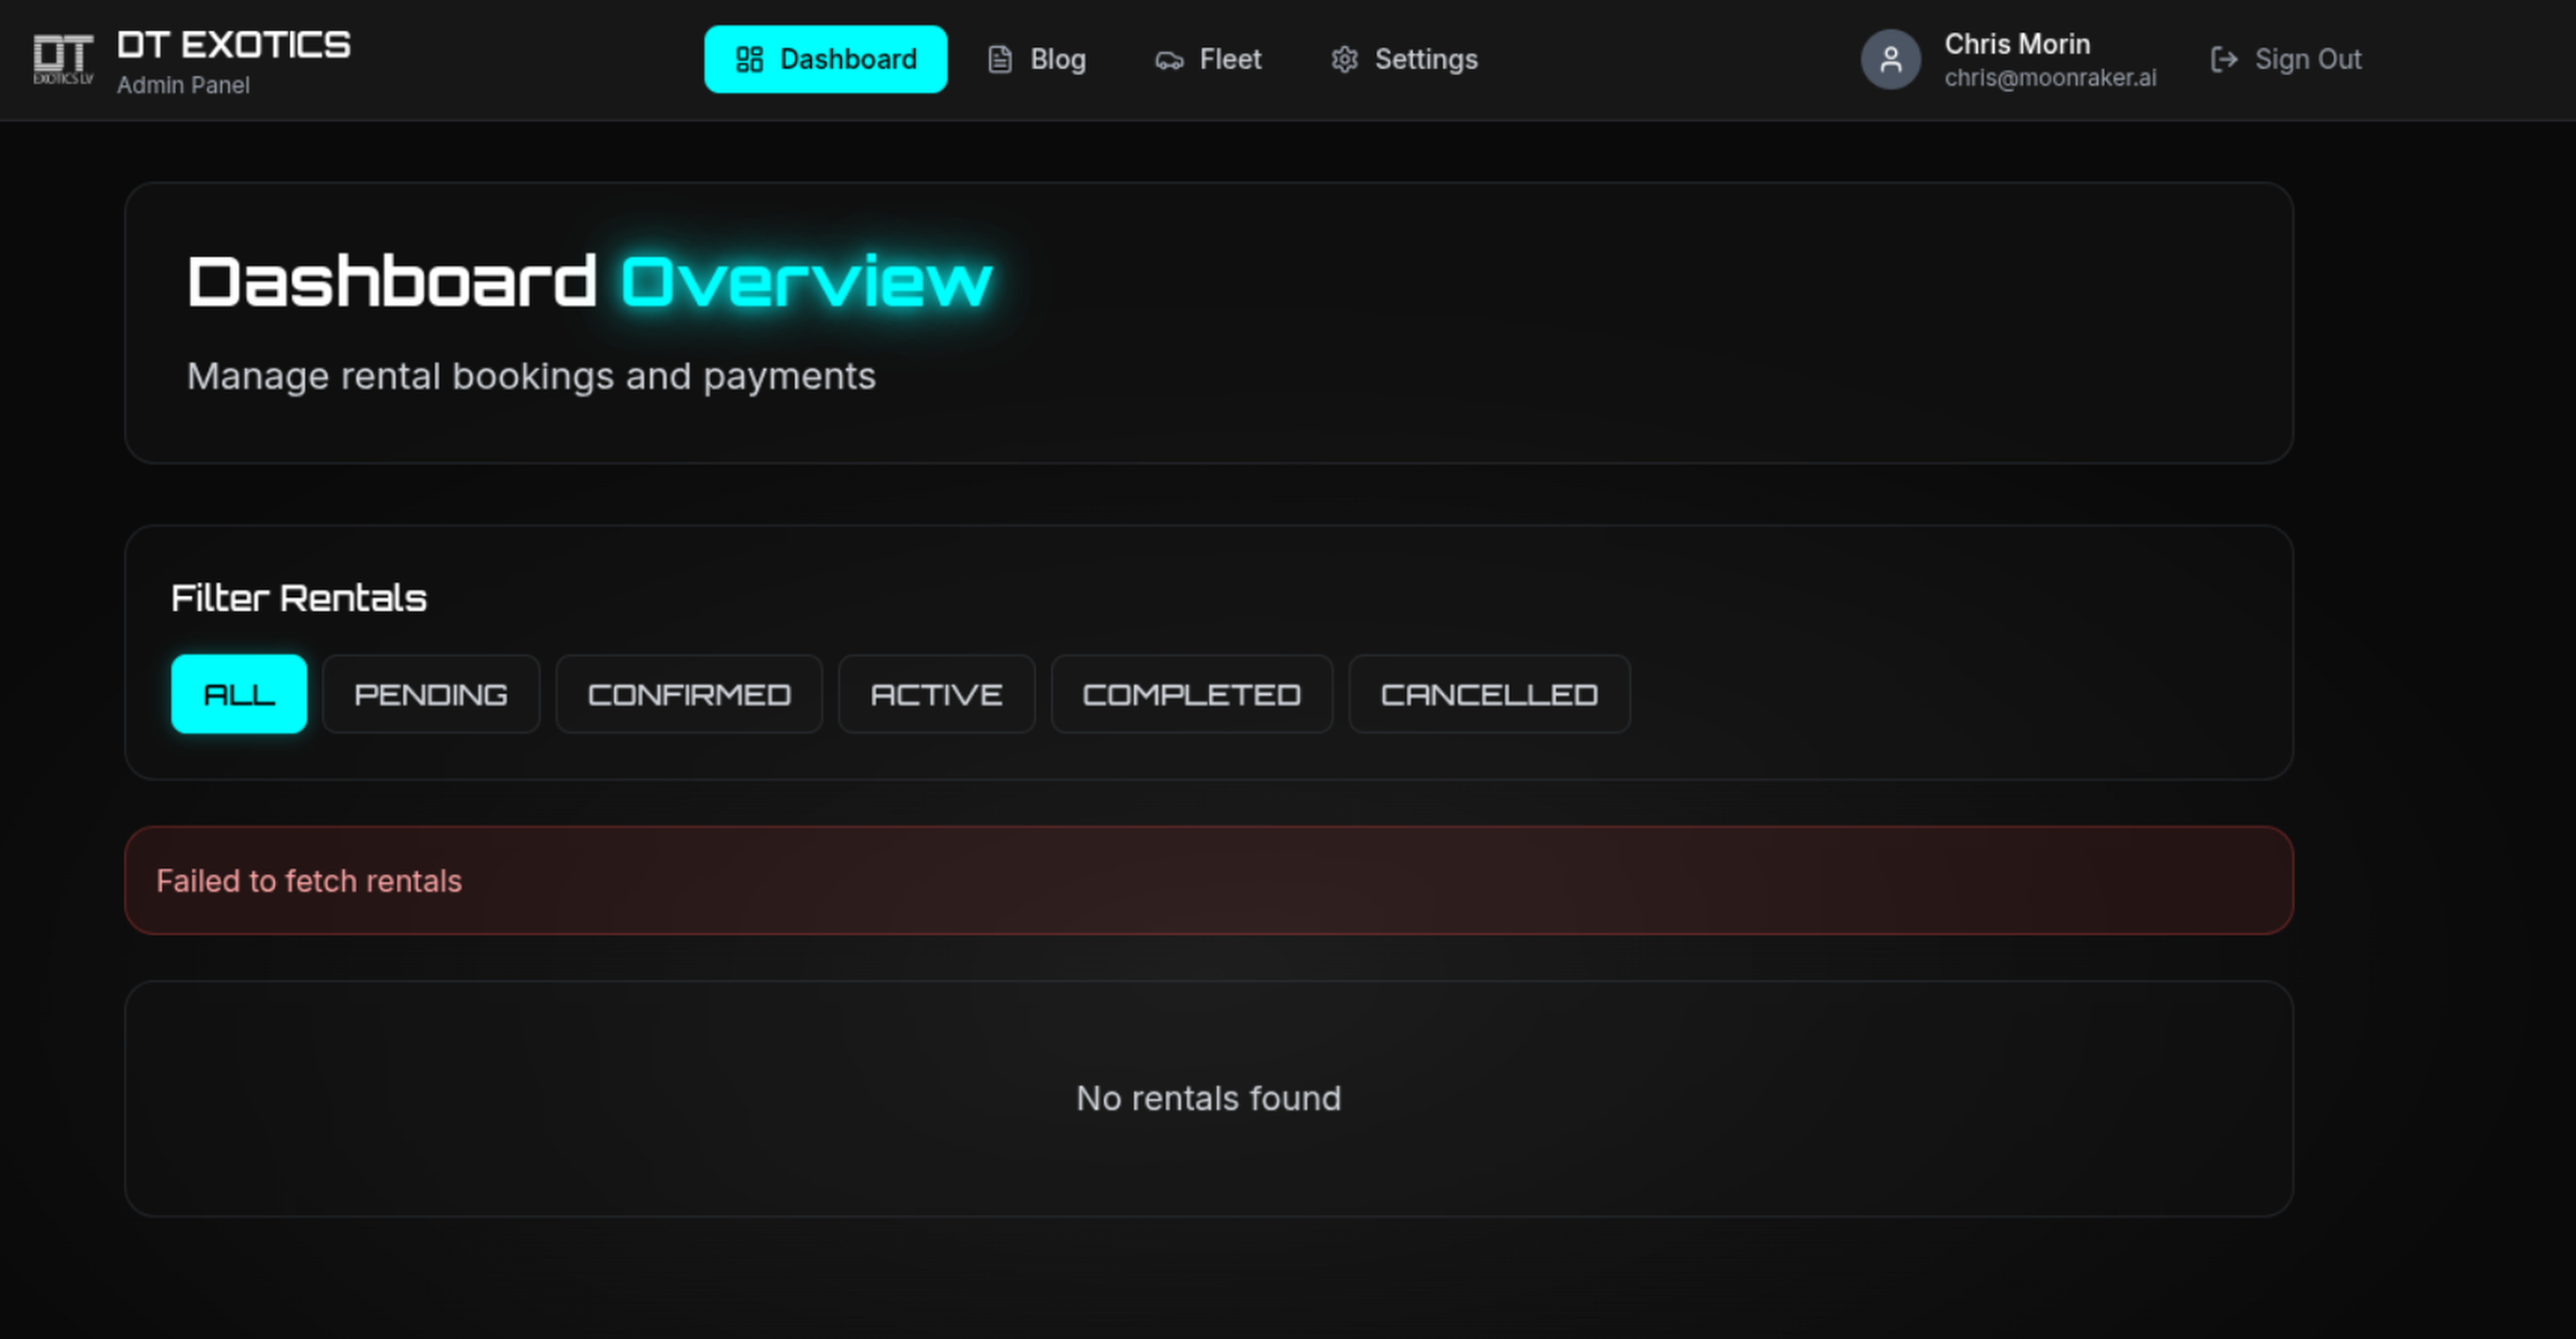 DT
EXOTICS LV
DT EXOTICS
Admin Panel
Dashboard
Blog
Fleet
Settings
Chris Morin
chris@moonraker.ai
Sign Out
Dashboard Overview
Manage rental bookings and payments
Filter Rentals
ALL
PENDING
CONFIRMED
ACTIVE
COMPLETED
CANCELLED
Failed to fetch rentals
No rentals found